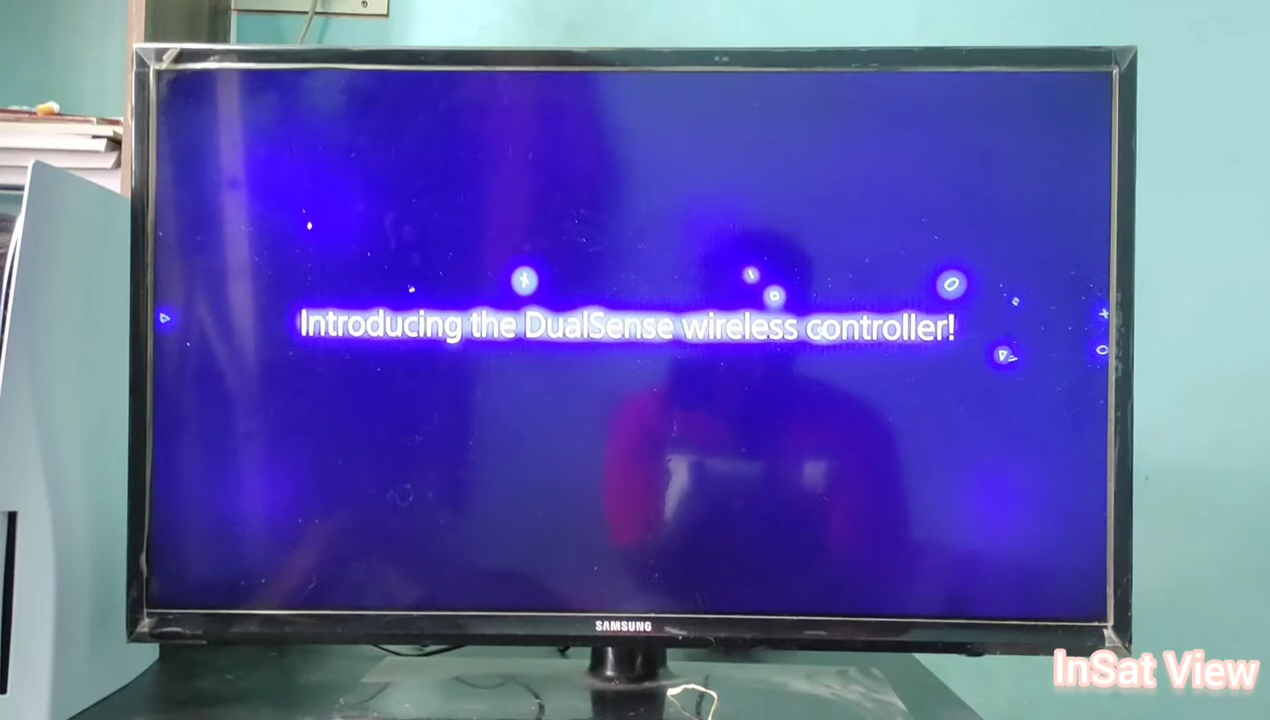 Introducing the DualSense wireless controller!
SAMSUNG
InSat View